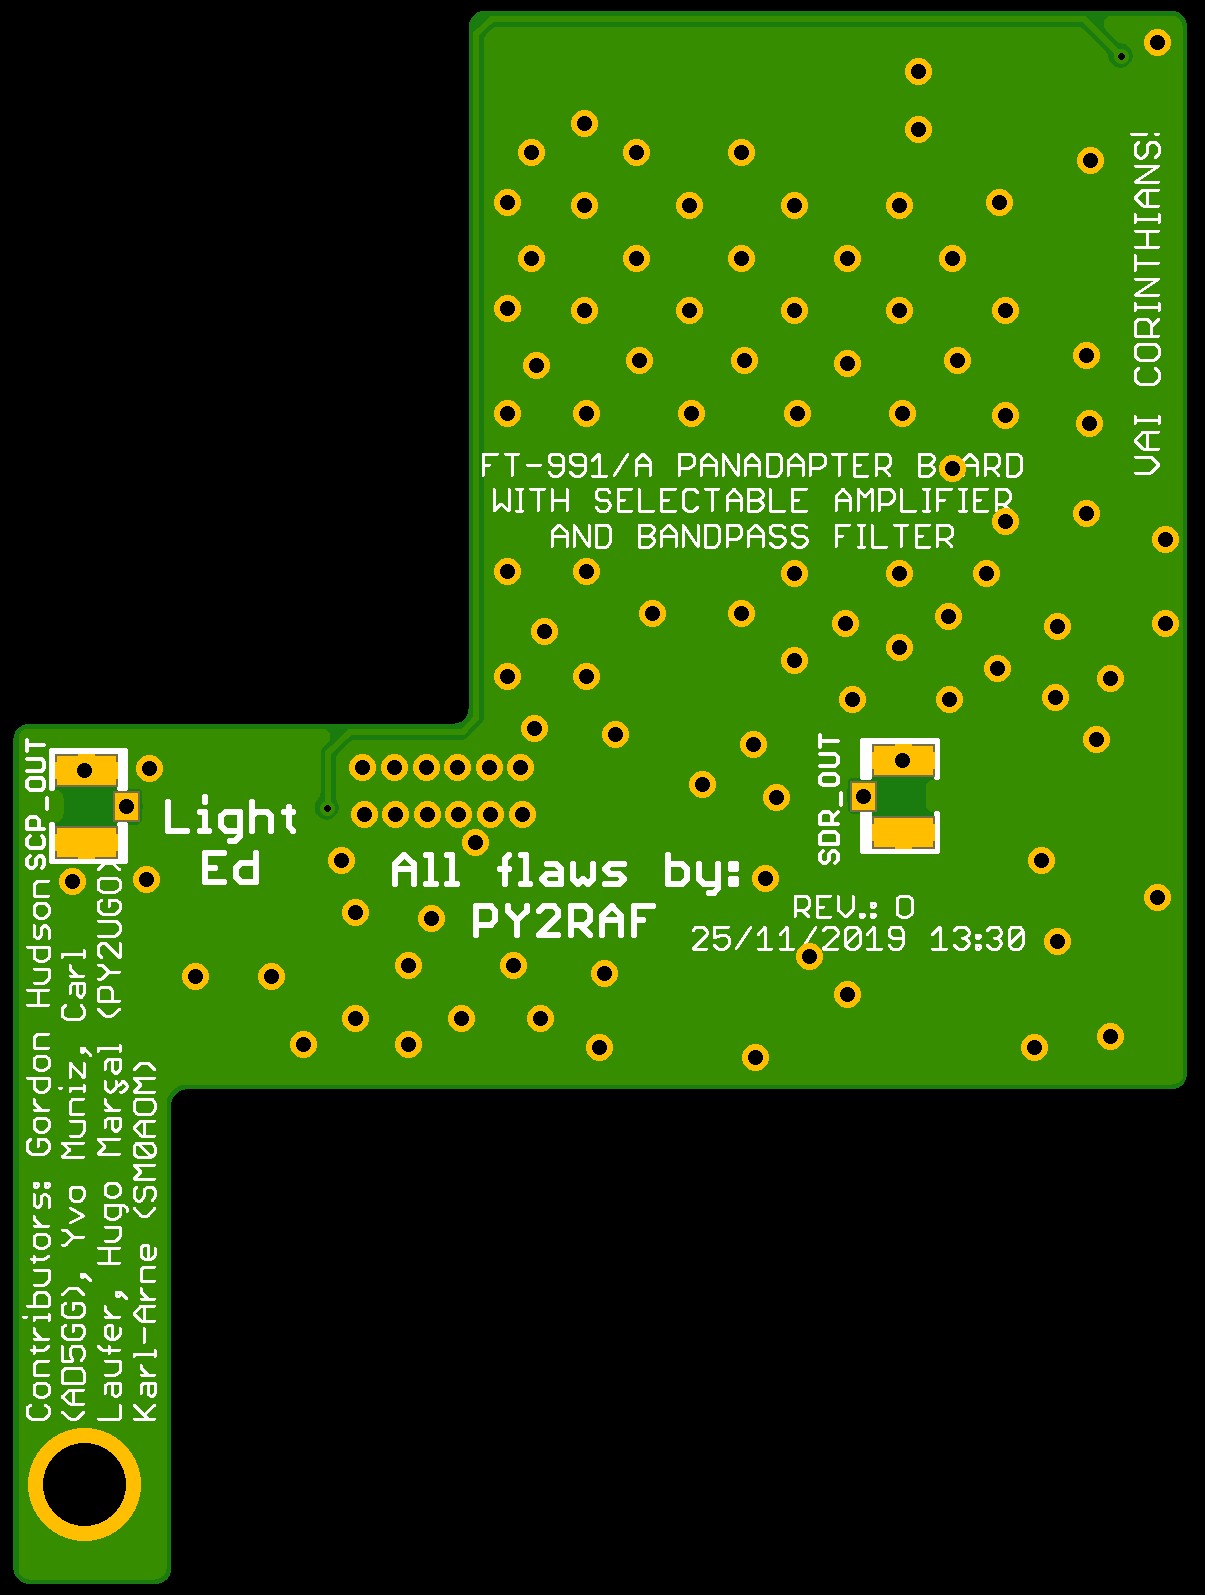 VAI CORINTHIANS!
FT-991/A PANADAPTER BOARD
WITH SELECTABLE AMPLIFIER
AND BANDPASS FILTER
SCP_OUT
SDR_OUT
Light
Ed
All flaws by:
PY2RAF
REV.: 0
25/11/2019 13:30
Contributors: Gordon Hudson
(AD5GG), Yvo Muniz, Carl
Laufer, Hugo Marçal (PY2UGO)
Karl-Arne (SM0AOM)